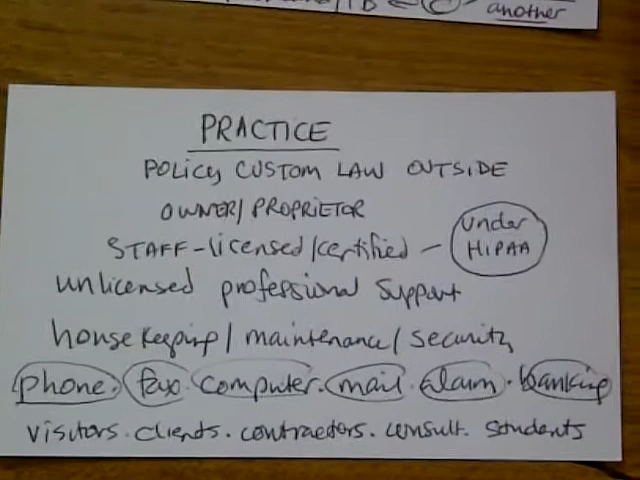 another
PRACTICE
POLICY CUSTOM LAW OUTSIDE
OWNER/PROPRIETOR
STAFF-licensed/certified - under HIPAA
unlicensed professional support
housekeeping/maintenance/security
phone. fax. computer. mail. alarm. banking
visitors. clients. contractors. consult. students